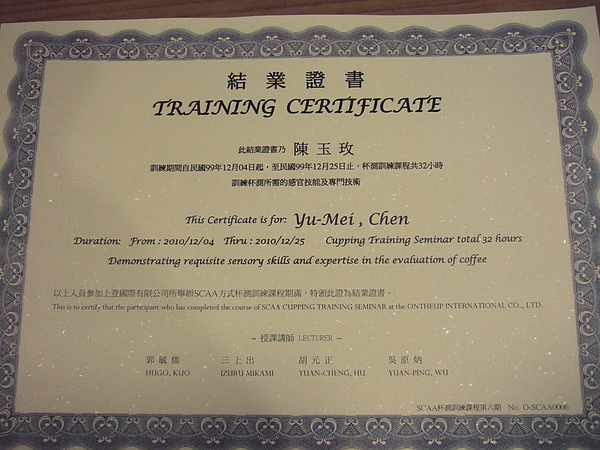 結業證書
TRAINING CERTIFICATE
此結業證書乃 陳玉玫
訓練期間自民國99年12月04日起，至民國99年12月25日止，杯測訓練課程共32小時
訓練杯測所需的感官技能及專門技術
This Certificate is for: Yu-Mei , Chen
Duration: From : 2010/12/04 Thru : 2010/12/25 Cupping Training Seminar total 32 hours
Demonstrating requisite sensory skills and expertise in the evaluation of coffee
以上人員參加上登國際有限公司所舉辦SCAA方式杯測訓練課程期滿，特頒此證為結業證書。
This is to certify that the participant who has completed the course of SCAA CUPPING TRAINING SEMINAR at the ONTHEUP INTERNATIONAL CO., LTD.
~ 授課講師 LECTURER ~
郭毓儒 三上出 胡元正 吳原炳
HUGO, KUO IZURU MIKAMI YUAN-CHENG, HU YUAN-PING, WU
SCAA杯測訓練課程第六期 No. O-SCAA0006